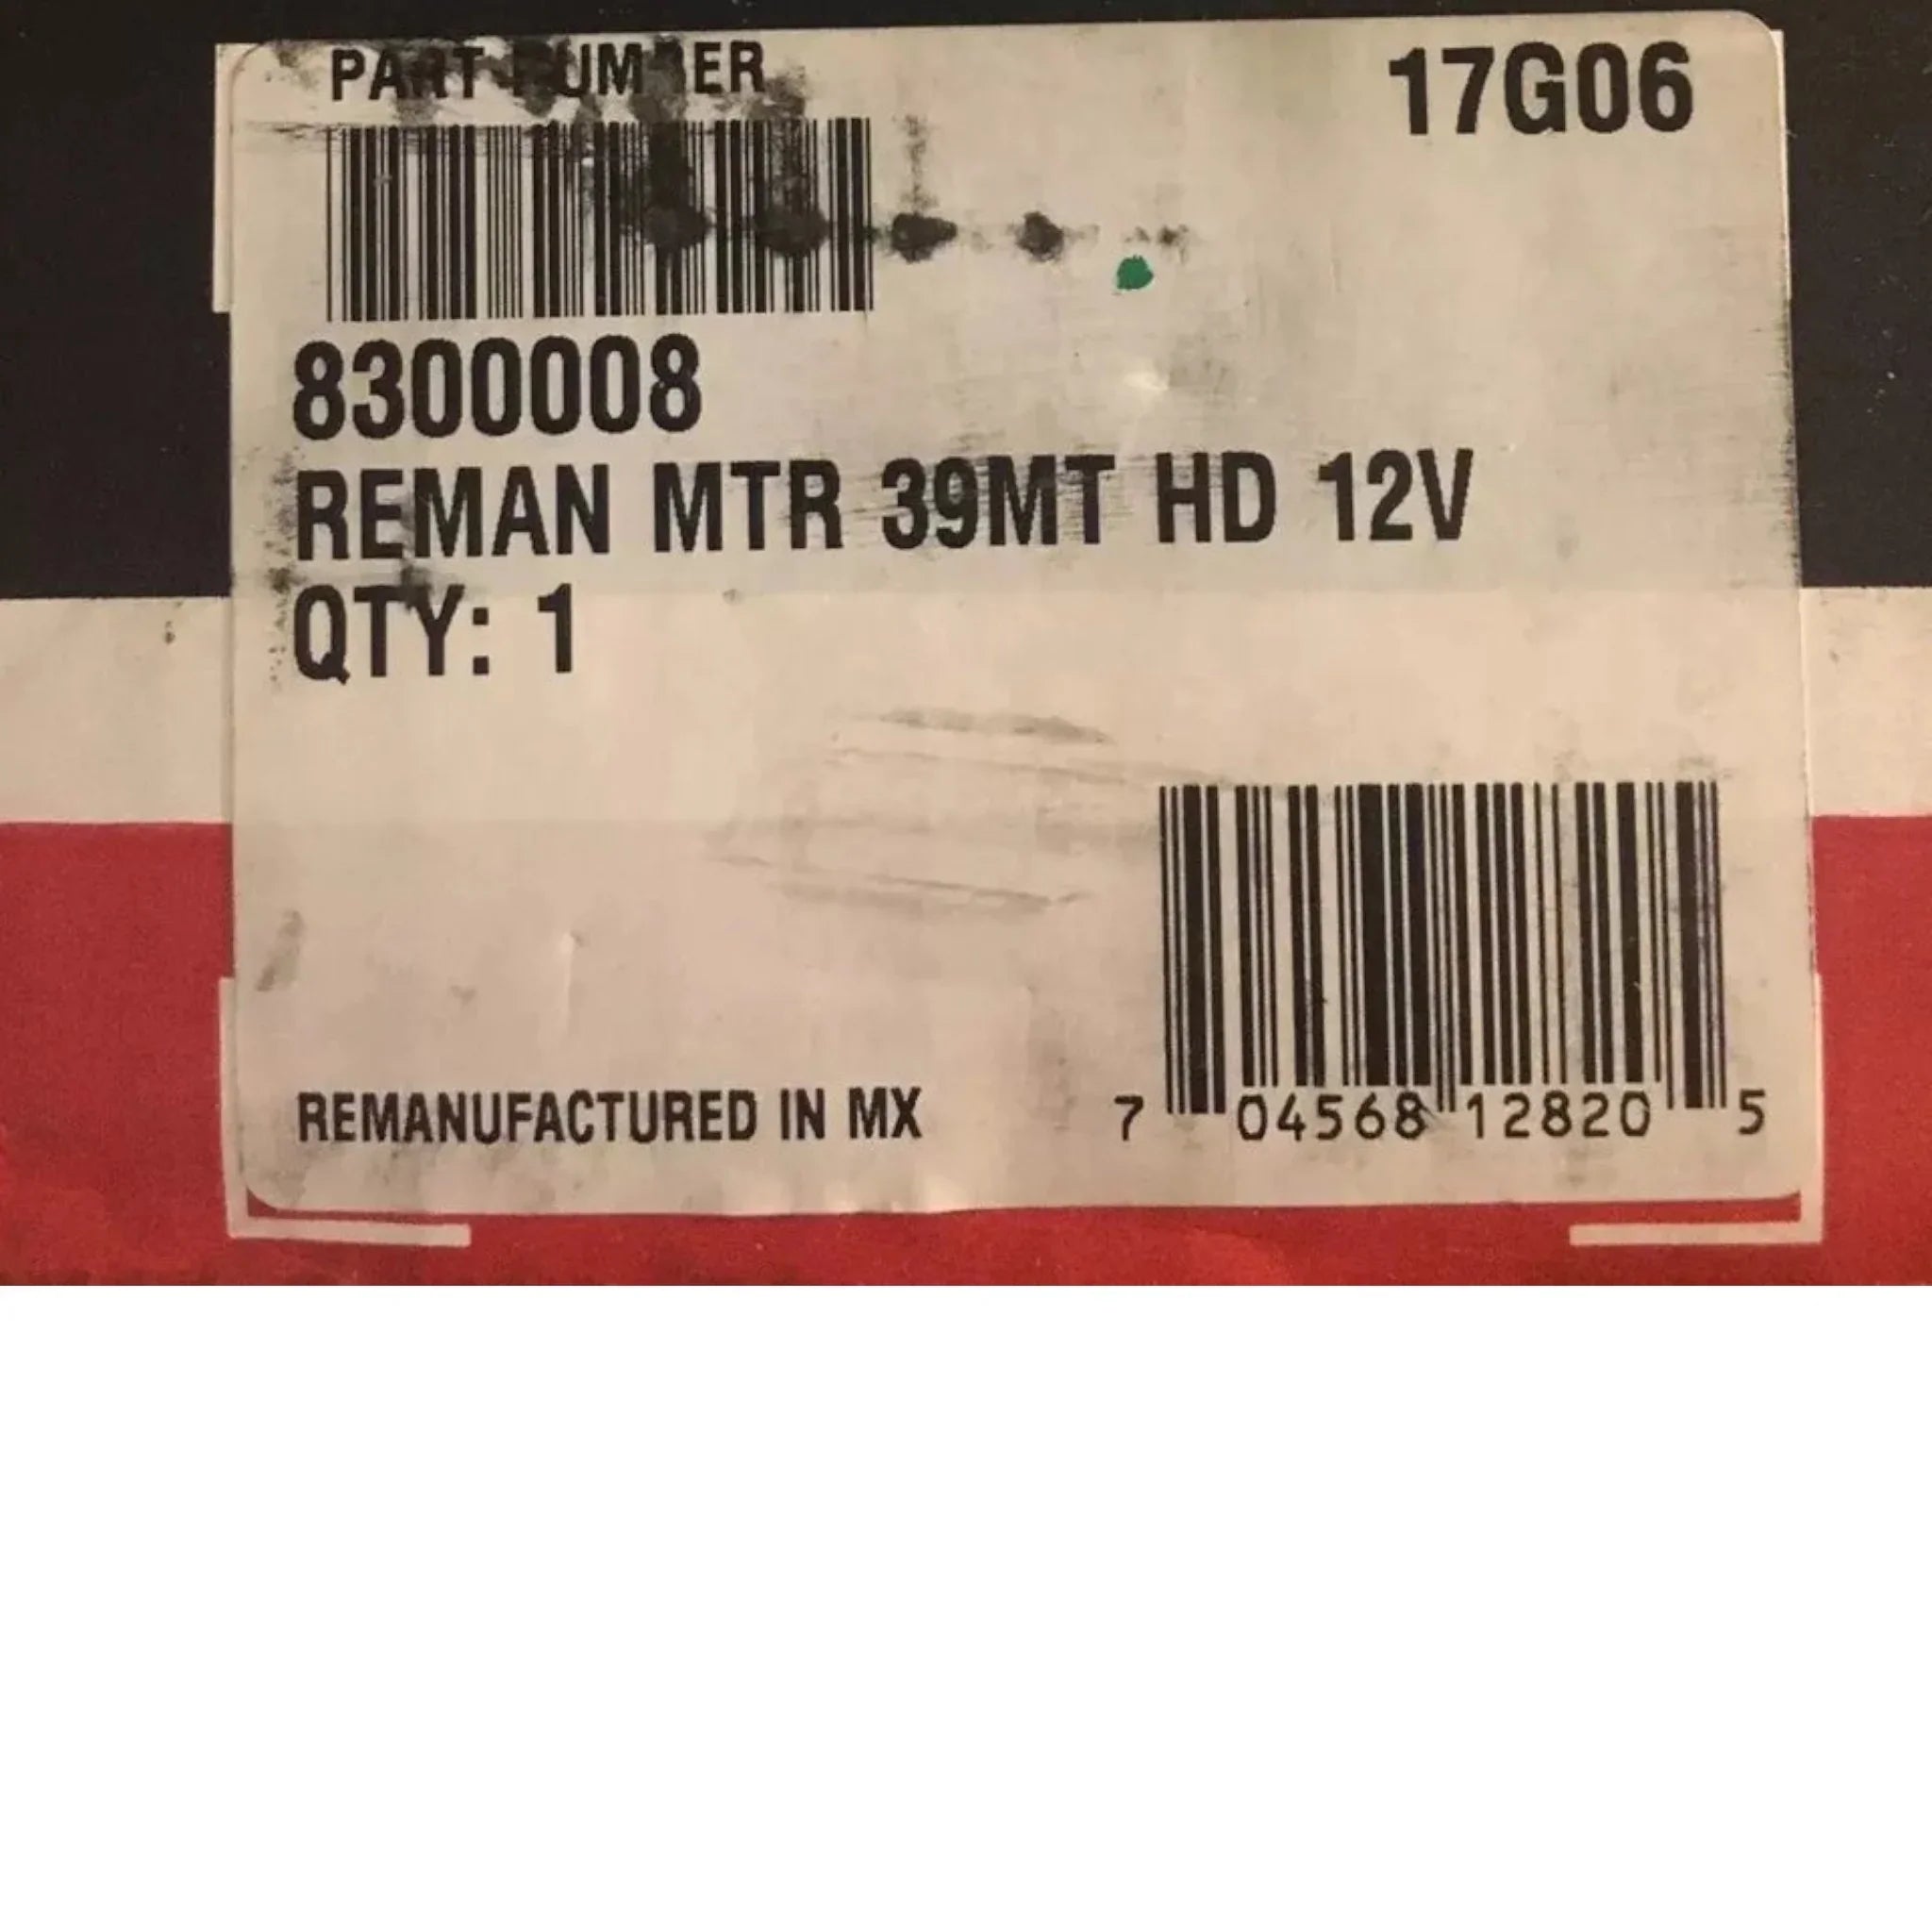 PART NUMBER
17G06
8300008
REMAN MTR 39MT HD 12V
QTY: 1
REMANUFACTURED IN MX
7 04568 12820 5